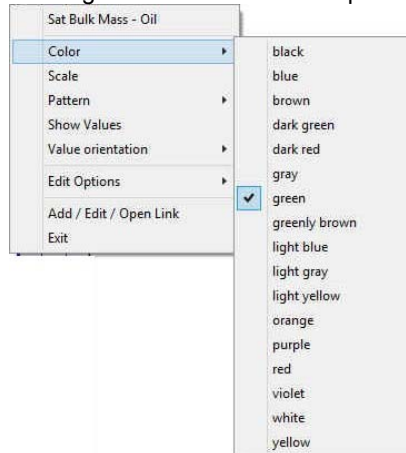 Sat Bulk Mass - Oil
Color
Scale
Pattern
Show Values
Value orientation
Edit Options
Add / Edit / Open Link
Exit
black
blue
brown
dark green
dark red
gray
green
greenly brown
light blue
light gray
light yellow
orange
purple
red
violet
white
yellow